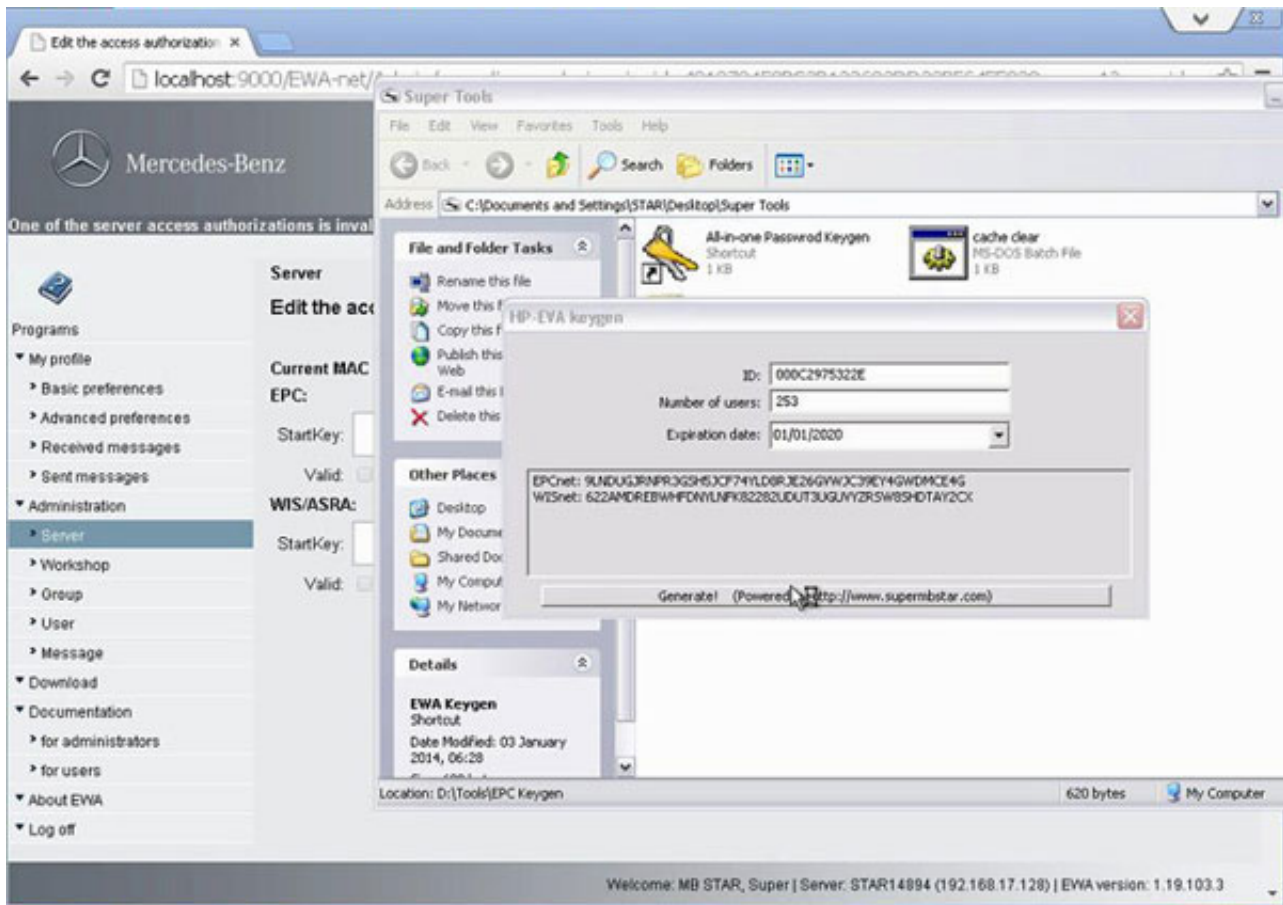 Edit the access authorization
localhost:9000/EWA-net/
Mercedes-Benz
One of the server access authorizations is inval
Programs
My profile
Basic preferences
Advanced preferences
Received messages
Sent messages
Administration
Server
Workshop
Group
User
Message
Download
Documentation
for administrators
for users
About EWA
Log off
Server
Edit the acc
Current MAC
EPC:
StartKey:
Valid:
WIS/ASRA:
StartKey:
Valid:
Super Tools
File Edit View Favorites Tools Help
Back Search Folders
Address C:\Documents and Settings\STAR\Desktop\Super Tools
File and Folder Tasks
Rename this file
Move this f
Copy this f
Publish this
Web
E-mail this
Delete this
Other Places
Desktop
My Docume
Shared Doc
My Comput
My Networ
Details
EWA Keygen
Shortcut
Date Modified: 03 January
2014, 06:28
All-in-one Passwrod Keygen
Shortcut
1 KB
cache clear
MS-DOS Batch File
1 KB
HP-EVA keygen
ID: 000C2975322E
Number of users: 253
Expiration date: 01/01/2020
EPCnet:
WISnet:
Generate! (Powered http://www.supermbstar.com)
Location: D:\Tools\EPC Keygen 620 bytes My Computer
Welcome: MB STAR, Super | Server: STAR14894 (192.168.17.128) | EWA version: 1.19.103.3